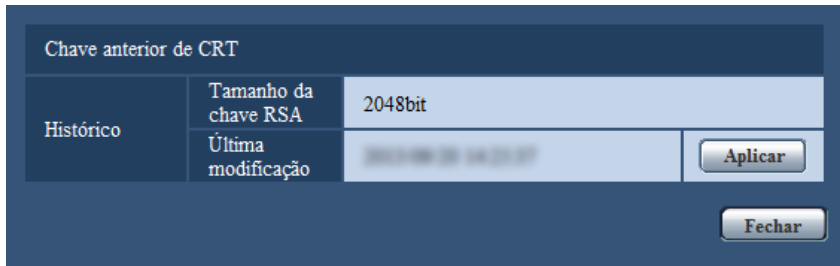 Chave anterior de CRT
Histórico
Tamanho da
chave RSA
2048bit
Última
modificação
Aplicar
Fechar